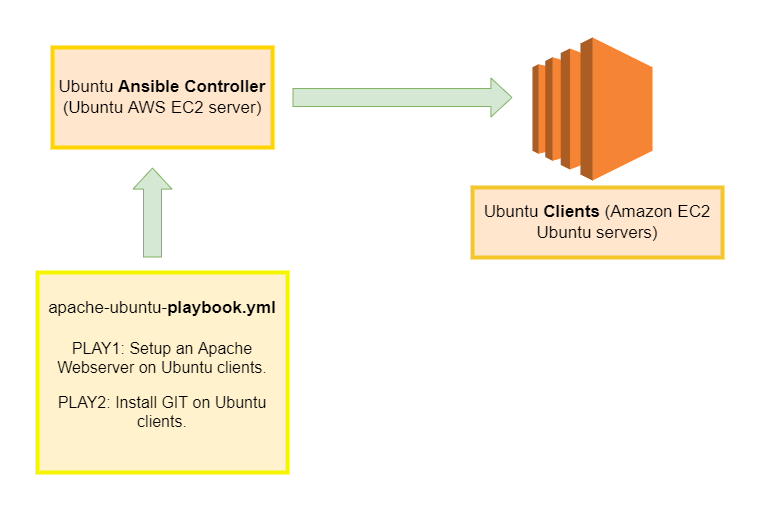 Ubuntu Ansible Controller
(Ubuntu AWS EC2 server)
Ubuntu Clients (Amazon EC2
Ubuntu servers)
apache-ubuntu-playbook.yml
PLAY1: Setup an Apache
Webserver on Ubuntu clients.
PLAY2: Install GIT on Ubuntu
clients.